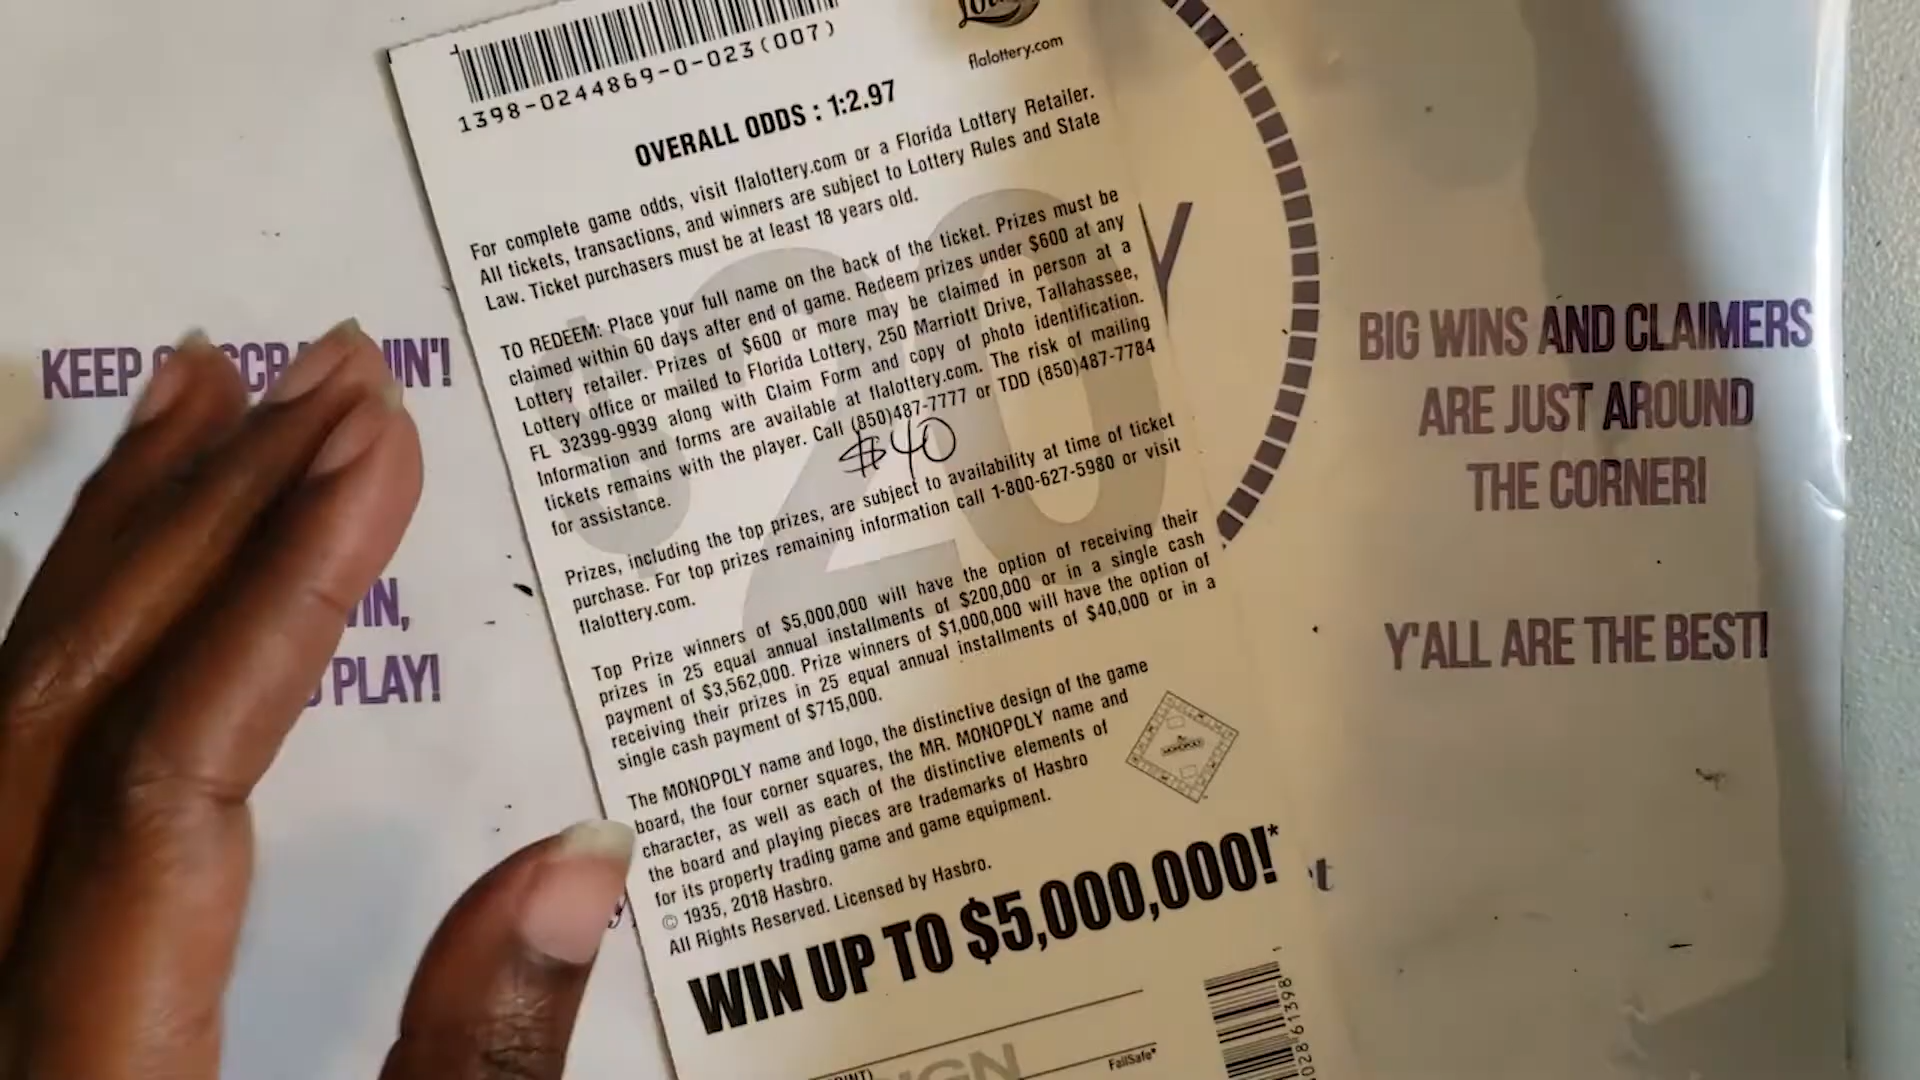 1398-0244869-0-023(007)
flalottery.com
OVERALL ODDS : 1:2.97
For complete game odds, visit flalottery.com or a Florida Lottery Retailer.
All tickets, transactions, and winners are subject to Lottery Rules and State
Law. Ticket purchasers must be at least 18 years old.
$20
TO REDEEM: Place your full name on the back of the ticket. Prizes must be
claimed within 60 days after end of game. Redeem prizes under $600 at any
Lottery retailer. Prizes of $600 or more may be claimed in person at a
Lottery office or mailed to Florida Lottery, 250 Marriott Drive, Tallahassee,
FL 32399-9939 along with Claim Form and copy of photo identification.
Information and forms are available at flalottery.com. The risk of mailing
tickets remains with the player. Call (850)487-7777 or TDD (850)487-7784
for assistance.
$40
Prizes, including the top prizes, are subject to availability at time of ticket
purchase. For top prizes remaining information call 1-800-627-5980 or visit
flalottery.com.
Top Prize winners of $5,000,000 will have the option of receiving their
prizes in 25 equal annual installments of $200,000 or in a single cash
payment of $3,562,000. Prize winners of $1,000,000 will have the option of
receiving their prizes in 25 equal annual installments of $40,000 or in a
single cash payment of $715,000.
The MONOPOLY name and logo, the distinctive design of the game
board, the four corner squares, the MR. MONOPOLY name and
character, as well as each of the distinctive elements of
the board and playing pieces are trademarks of Hasbro
for its property trading game and game equipment.
© 1935, 2018 Hasbro.
All Rights Reserved. Licensed by Hasbro.
MONOPOLY
WIN UP TO $5,000,000!*
FailSafe*
KEEP
PLAY!
BIG WINS AND CLAIMERS
ARE JUST AROUND
THE CORNER!
Y'ALL ARE THE BEST!